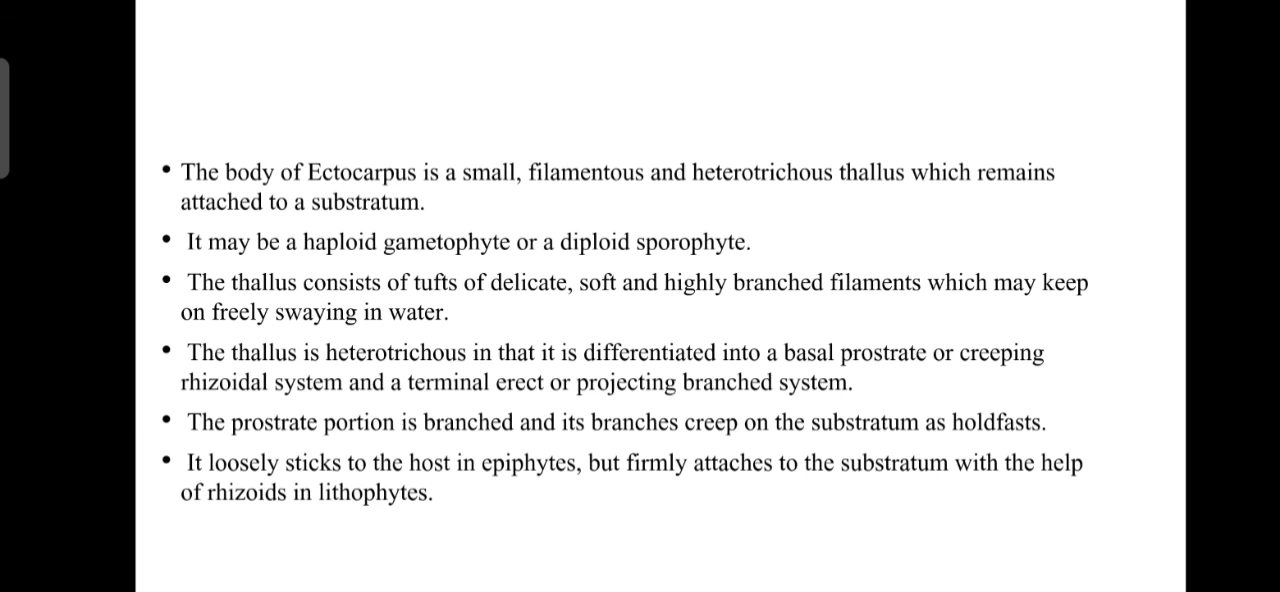 • The body of Ectocarpus is a small, filamentous and heterotrichous thallus which remains
attached to a substratum.
• It may be a haploid gametophyte or a diploid sporophyte.
• The thallus consists of tufts of delicate, soft and highly branched filaments which may keep
on freely swaying in water.
• The thallus is heterotrichous in that it is differentiated into a basal prostrate or creeping
rhizoidal system and a terminal erect or projecting branched system.
• The prostrate portion is branched and its branches creep on the substratum as holdfasts.
• It loosely sticks to the host in epiphytes, but firmly attaches to the substratum with the help
of rhizoids in lithophytes.